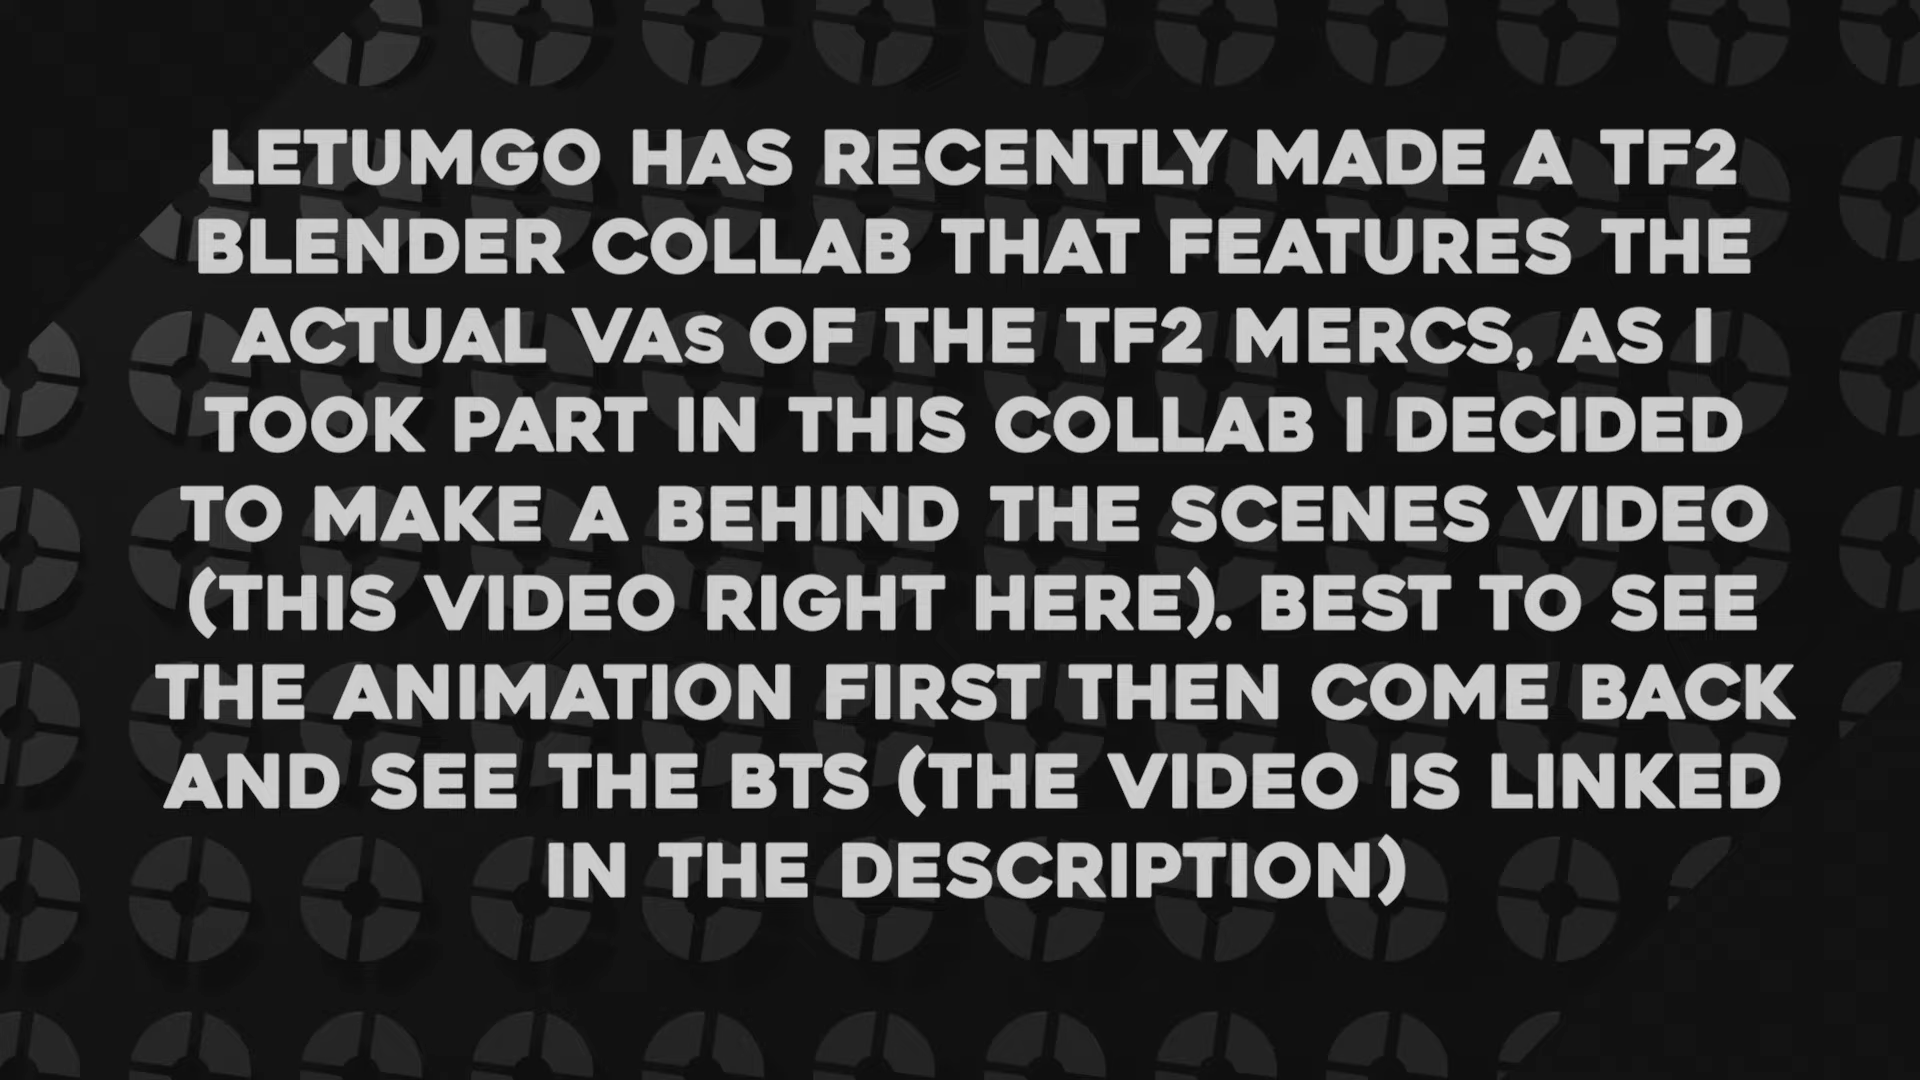 LETUMGO HAS RECENTLY MADE A TF2
BLENDER COLLAB THAT FEATURES THE
ACTUAL VAs OF THE TF2 MERCS, AS I
TOOK PART IN THIS COLLAB I DECIDED
TO MAKE A BEHIND THE SCENES VIDEO
(THIS VIDEO RIGHT HERE). BEST TO SEE
THE ANIMATION FIRST THEN COME BACK
AND SEE THE BTS (THE VIDEO IS LINKED
IN THE DESCRIPTION)